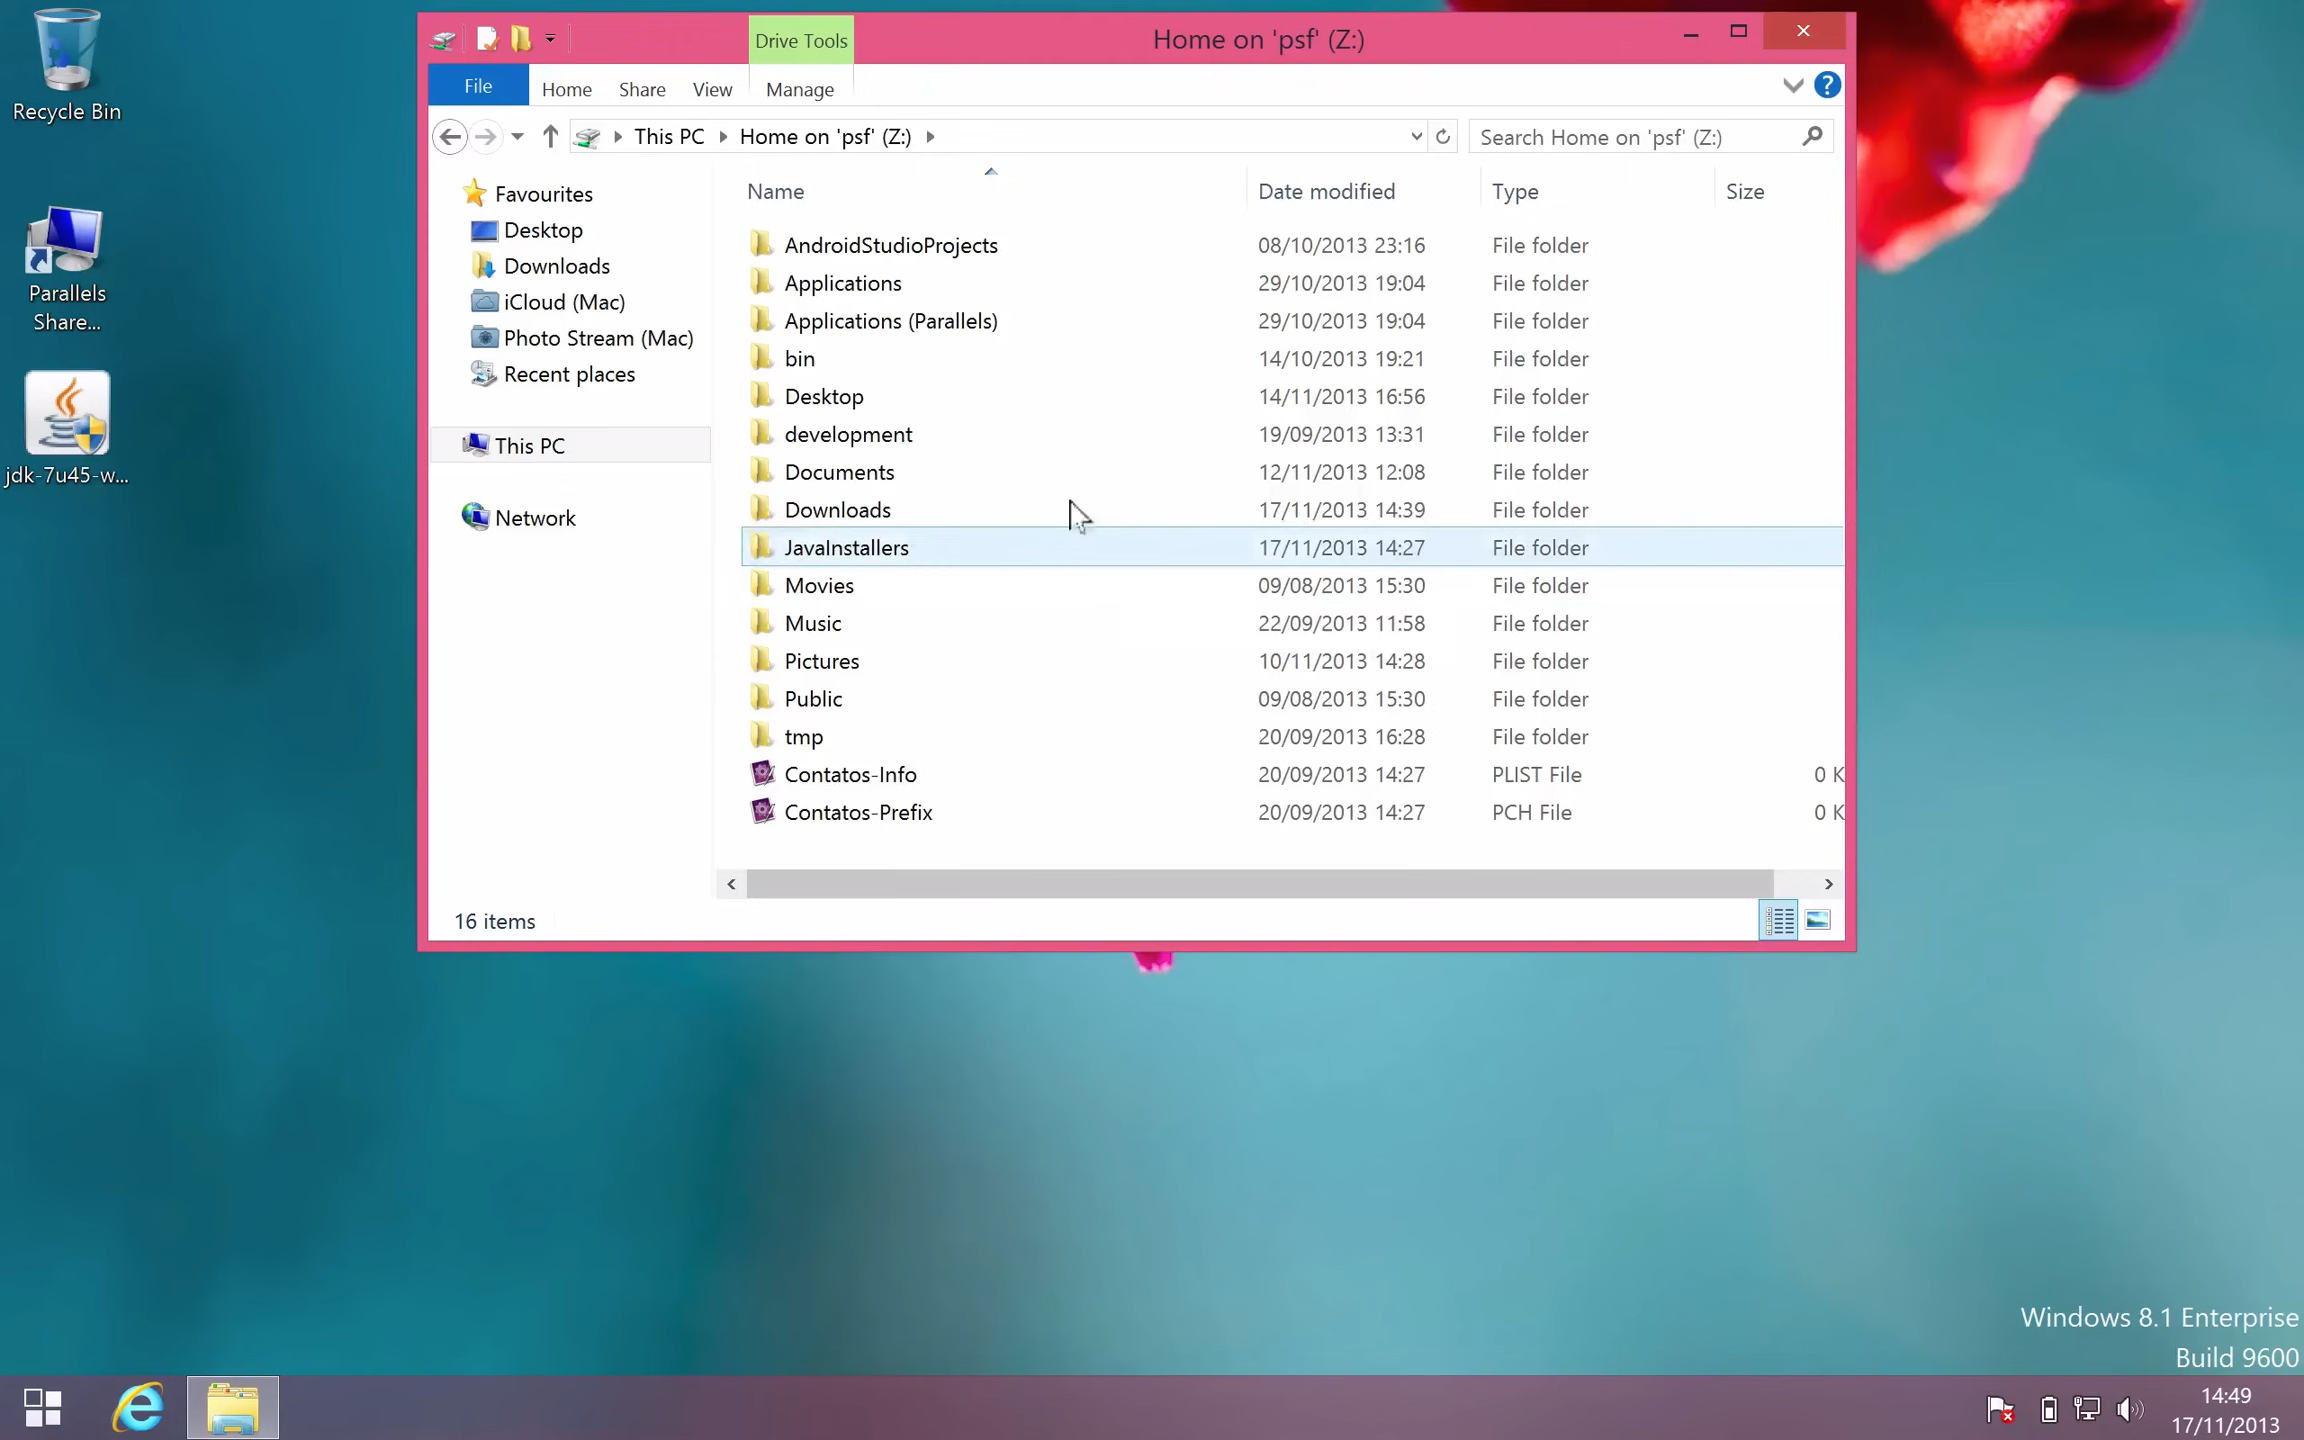 Recycle Bin
Parallels
Share...
jdk-7u45-w...
Drive Tools
Home on 'psf' (Z:)
File
Home
Share
View
Manage
This PC
Home on 'psf' (Z:)
Search Home on 'psf' (Z:)
Favourites
Desktop
Downloads
iCloud (Mac)
Photo Stream (Mac)
Recent places
This PC
Network
Name Date modified Type Size
AndroidStudioProjects 08/10/2013 23:16 File folder
Applications 29/10/2013 19:04 File folder
Applications (Parallels) 29/10/2013 19:04 File folder
bin 14/10/2013 19:21 File folder
Desktop 14/11/2013 16:56 File folder
development 19/09/2013 13:31 File folder
Documents 12/11/2013 12:08 File folder
Downloads 17/11/2013 14:39 File folder
JavaInstallers 17/11/2013 14:27 File folder
Movies 09/08/2013 15:30 File folder
Music 22/09/2013 11:58 File folder
Pictures 10/11/2013 14:28 File folder
Public 09/08/2013 15:30 File folder
tmp 20/09/2013 16:28 File folder
Contatos-Info 20/09/2013 14:27 PLIST File 0 K
Contatos-Prefix 20/09/2013 14:27 PCH File 0 K
16 items
Windows 8.1 Enterprise
Build 9600
14:49
17/11/2013